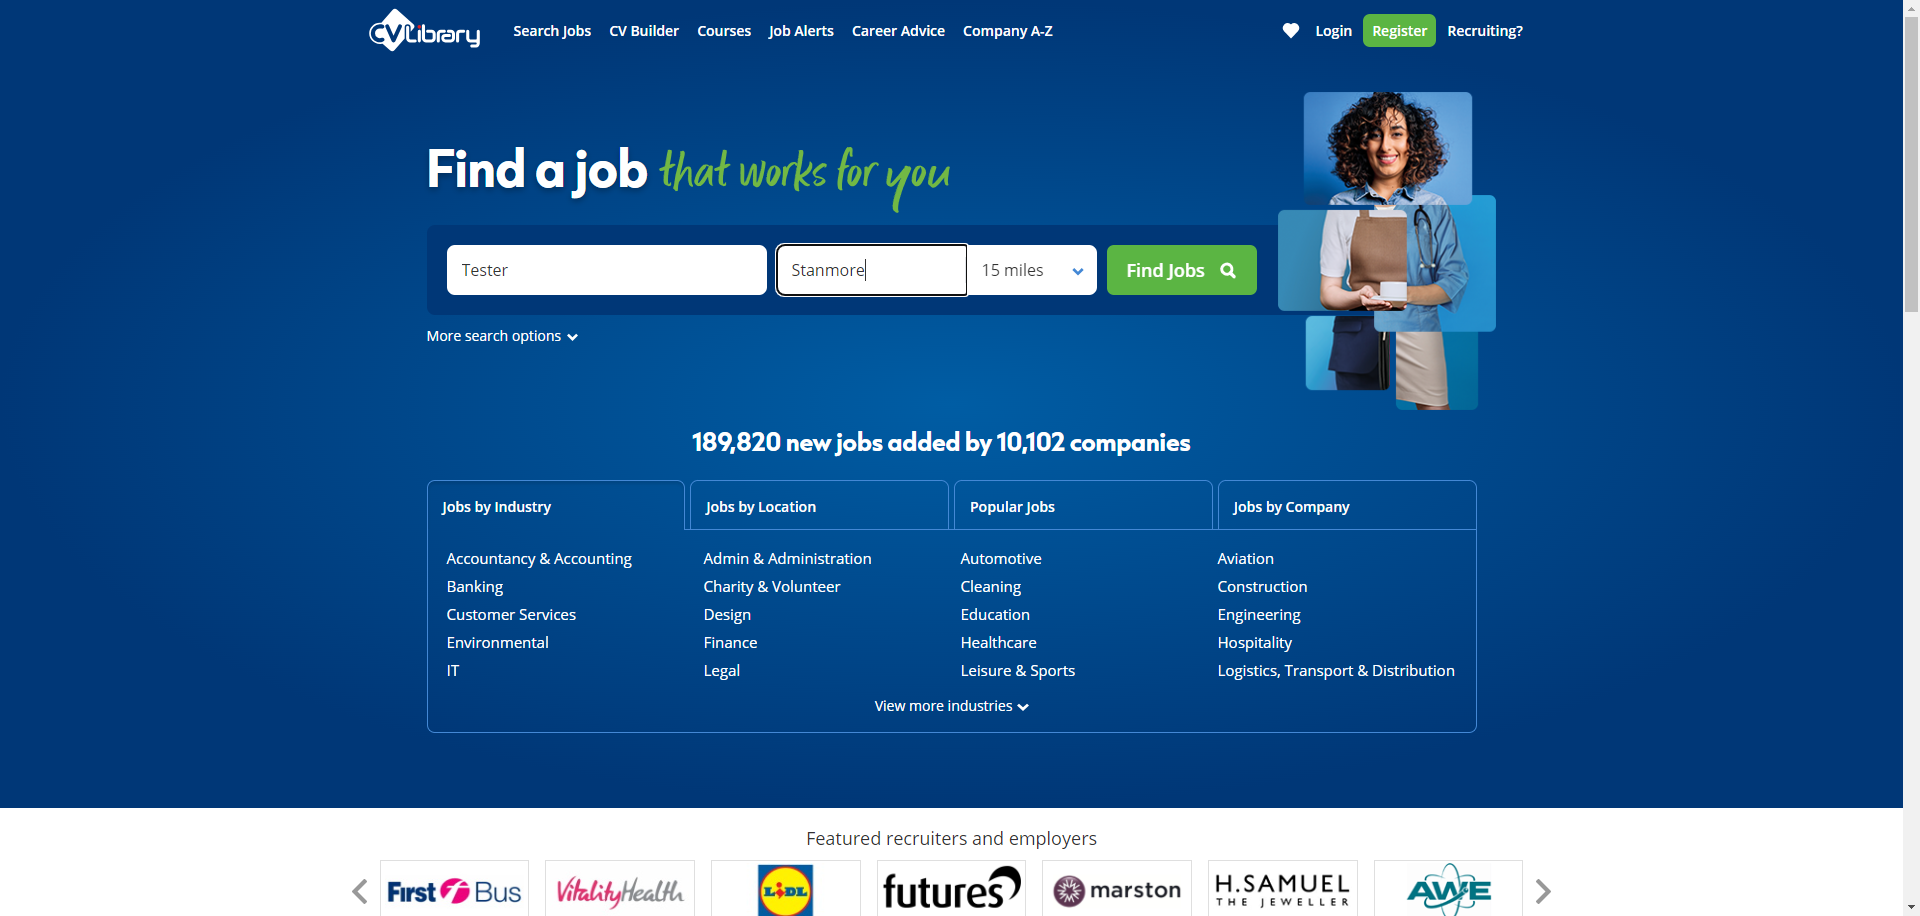 CVLibrary
Search Jobs CV Builder Courses Job Alerts Career Advice Company A-Z
Login Register Recruiting?
Find a job that works for you
Tester Stanmore 15 miles Find Jobs
More search options
189,820 new jobs added by 10,102 companies
Jobs by Industry Jobs by Location Popular Jobs Jobs by Company
Accountancy & Accounting Admin & Administration Automotive Aviation
Banking Charity & Volunteer Cleaning Construction
Customer Services Design Education Engineering
Environmental Finance Healthcare Hospitality
IT Legal Leisure & Sports Logistics, Transport & Distribution
View more industries
Featured recruiters and employers
First Bus VitalityHealth LIDL futures marston H.SAMUEL AWE
THE JEWELLER